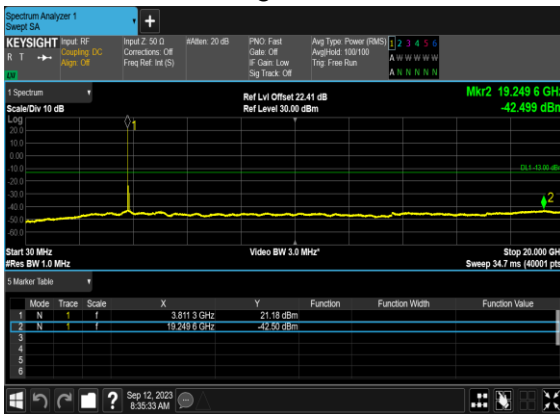 Spectrum Analyzer 1
Swept SA
+
KEYSIGHT Input: RF Input Z: 50 Ω #Atten: 20 dB PNO: Fast Avg Type: Power (RMS) 1 2 3 4 5 6
R T Coupling: DC Corrections: Off Gate: Off Avg|Hold: 100/100 A W W W W W
Align: Off Freq Ref: Int (S) IF Gain: Low Trig: Free Run
Sig Track: Off A N N N N N
LV
1 Spectrum Ref Lvl Offset 22.41 dB Mkr2 19.249 6 GHz
Scale/Div 10 dB Ref Level 30.00 dBm -42.499 dBm
Log
20.0
10.0
0.00
-10.0
DL1 -13.00 dBm
-20.0
-30.0
-40.0
-50.0
-60.0
1
2
Start 30 MHz Video BW 3.0 MHz* Stop 20.000 GHz
#Res BW 1.0 MHz Sweep 34.7 ms (40001 pts
5 Marker Table
Mode Trace Scale X Y Function Function Width Function Value
1 N 1 f 3.811 3 GHz 21.18 dBm
2 N 1 f 19.249 6 GHz -42.50 dBm
3
4
5
6
? Sep 12, 2023
8:35:33 AM